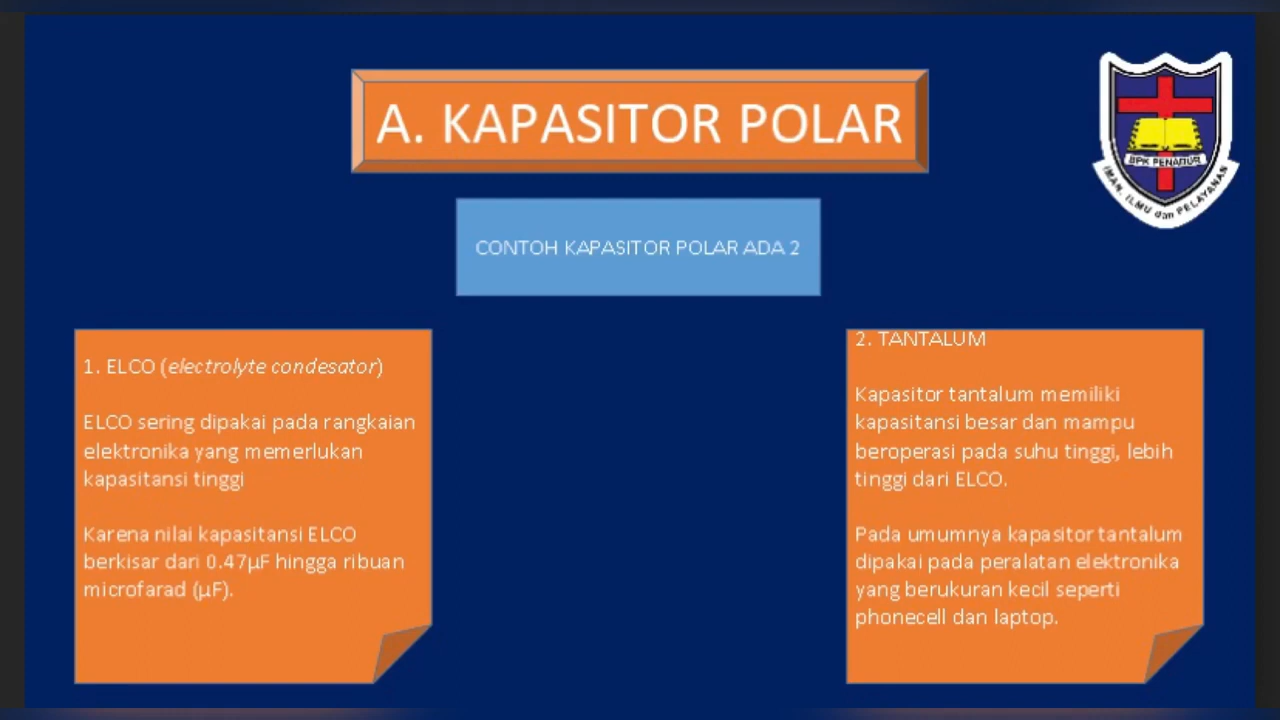 A. KAPASITOR POLAR
BPK PENABUR
IMAN, ILMU dan PELAYANAN
CONTOH KAPASITOR POLAR ADA 2
1. ELCO (electrolyte condesator)
ELCO sering dipakai pada rangkaian
elektronika yang memerlukan
kapasitansi tinggi
Karena nilai kapasitansi ELCO
berkisar dari 0.47µF hingga ribuan
microfarad (µF).
2. TANTALUM
Kapasitor tantalum memiliki
kapasitansi besar dan mampu
beroperasi pada suhu tinggi, lebih
tinggi dari ELCO.
Pada umumnya kapasitor tantalum
dipakai pada peralatan elektronika
yang berukuran kecil seperti
phonecell dan laptop.